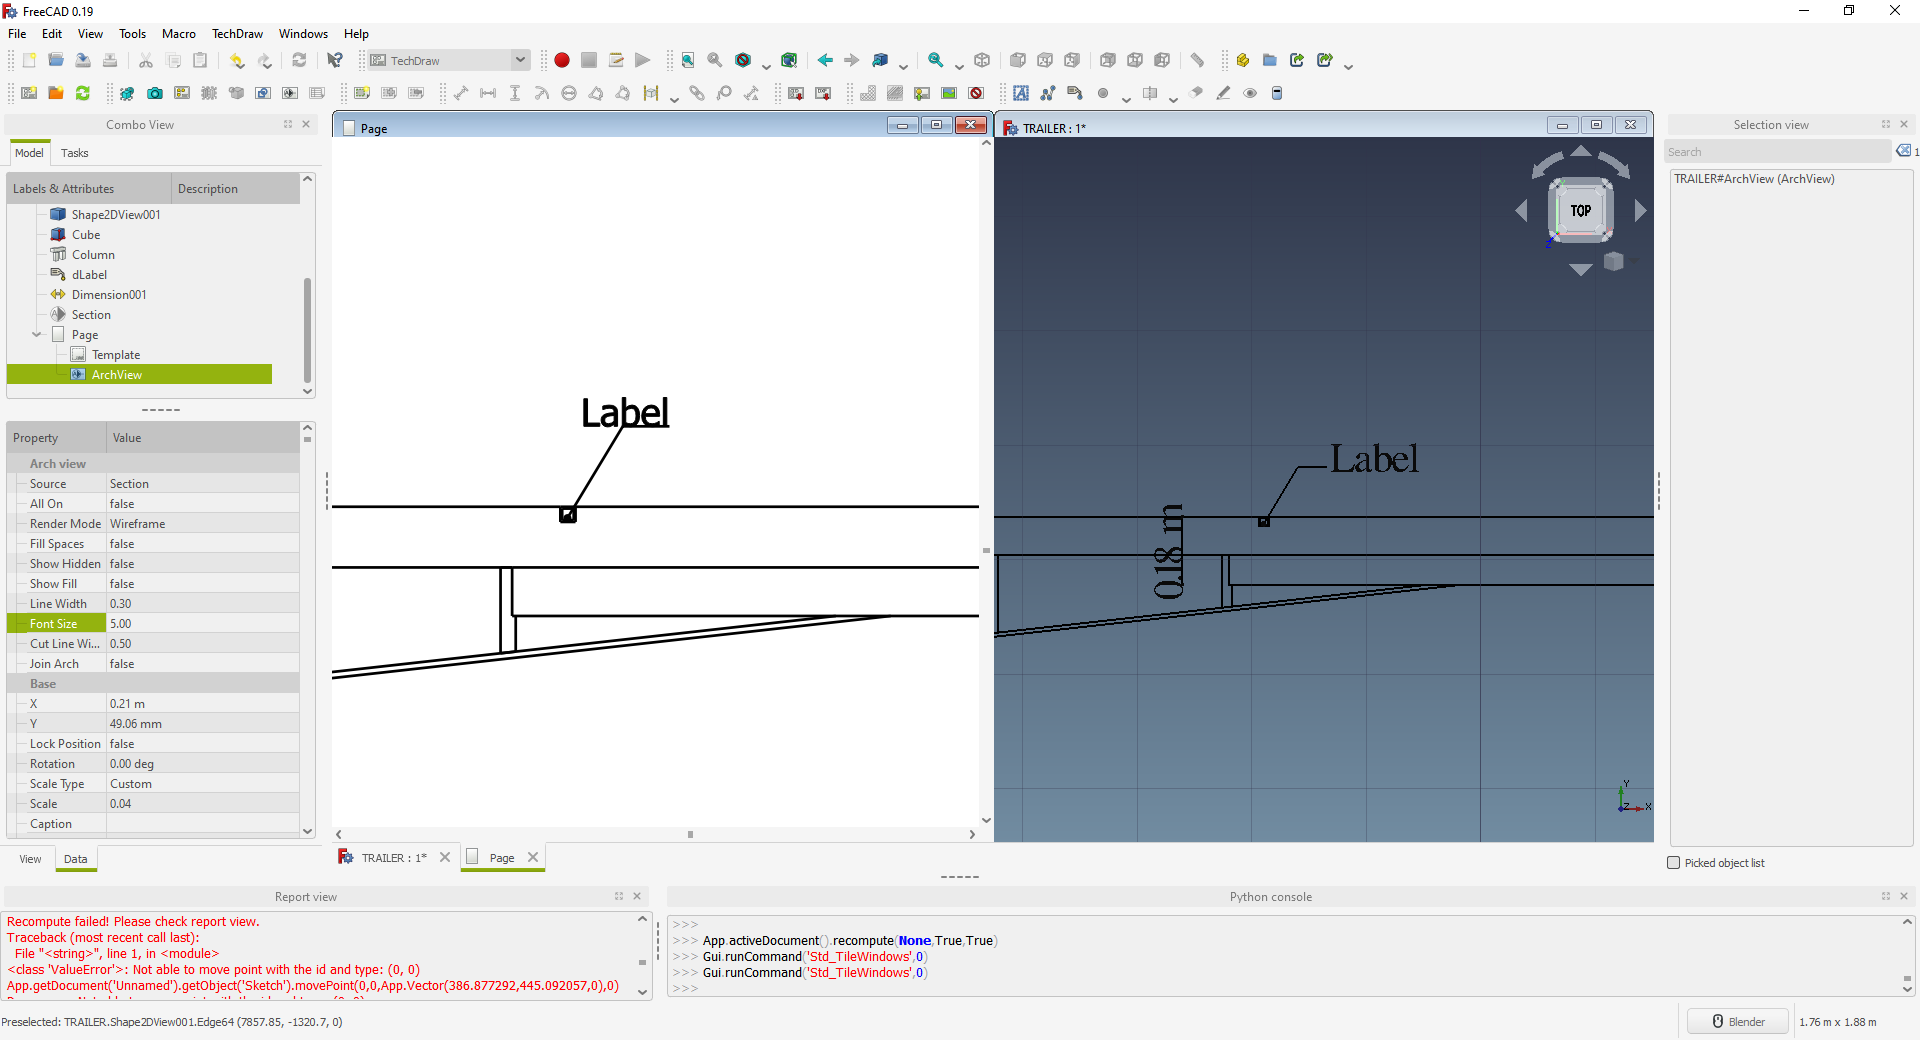 FreeCAD 0.19
File Edit View Tools Macro TechDraw Windows Help
TechDraw
Combo View
Model Tasks
Labels & Attributes Description
Shape2DView001
Cube
Column
dLabel
Dimension001
Section
Page
Template
ArchView
Property Value
Arch view
Source Section
All On false
Render Mode Wireframe
Fill Spaces false
Show Hidden false
Show Fill false
Line Width 0.30
Font Size 5.00
Cut Line Wi... 0.50
Join Arch false
Base
X 0.21 m
Y 49.06 mm
Lock Position false
Rotation 0.00 deg
Scale Type Custom
Scale 0.04
Caption
View Data
Page
Label
TRAILER : 1*
TOP
Z
Label
0.18 m
Y
Z X
TRAILER : 1* Page
Selection view
Search
1
TRAILER#ArchView (ArchView)
Picked object list
Report view
Recompute failed! Please check report view.
Traceback (most recent call last):
File "<string>", line 1, in <module>
<class 'ValueError'>: Not able to move point with the id and type: (0, 0)
App.getDocument('Unnamed').getObject('Sketch').movePoint(0,0,App.Vector(386.877292,445.092057,0),0)
Python console
>>>
>>> App.activeDocument().recompute(None,True,True)
>>> Gui.runCommand('Std_TileWindows',0)
>>> Gui.runCommand('Std_TileWindows',0)
>>>
Preselected: TRAILER.Shape2DView001.Edge64 (7857.85, -1320.7, 0)
Blender
1.76 m x 1.88 m